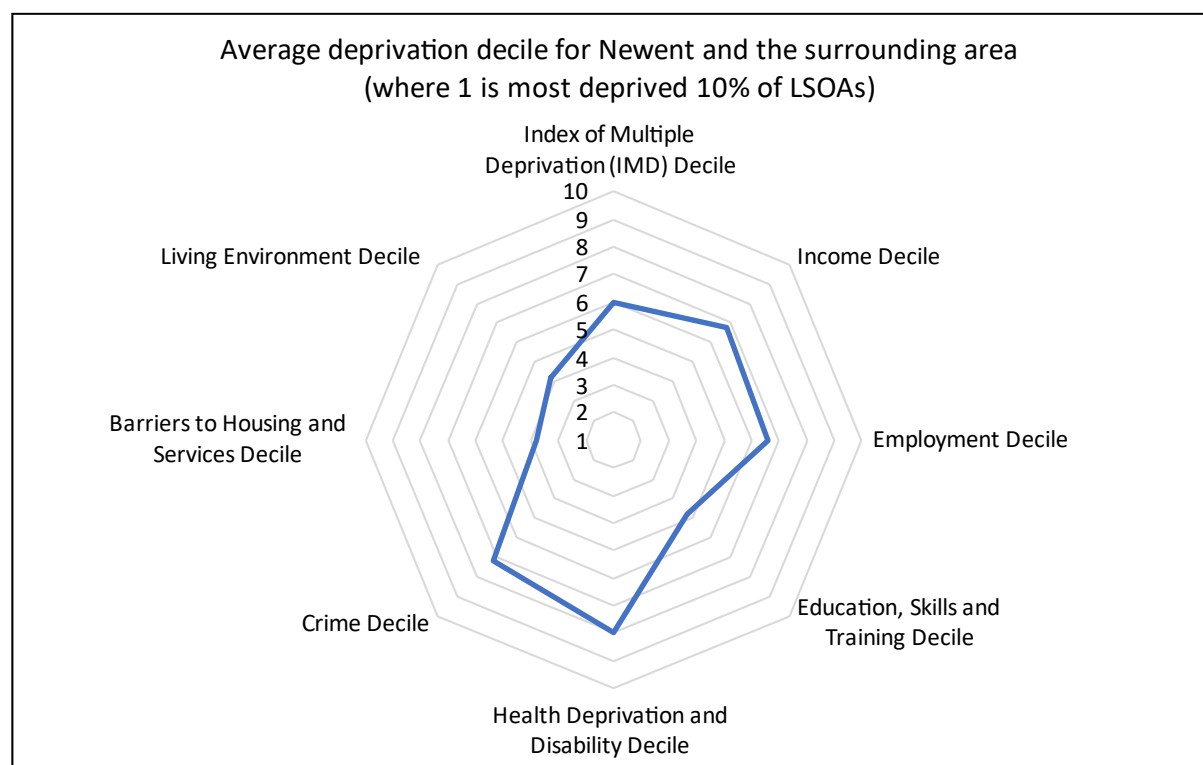 Average deprivation decile for Newent and the surrounding area
(where 1 is most deprived 10% of LSOAs)
Index of Multiple
Deprivation (IMD) Decile
10
9
8
7
6
5
4
3
2
1
Income Decile
Employment Decile
Education, Skills and
Training Decile
Health Deprivation and
Disability Decile
Crime Decile
Barriers to Housing and
Services Decile
Living Environment Decile